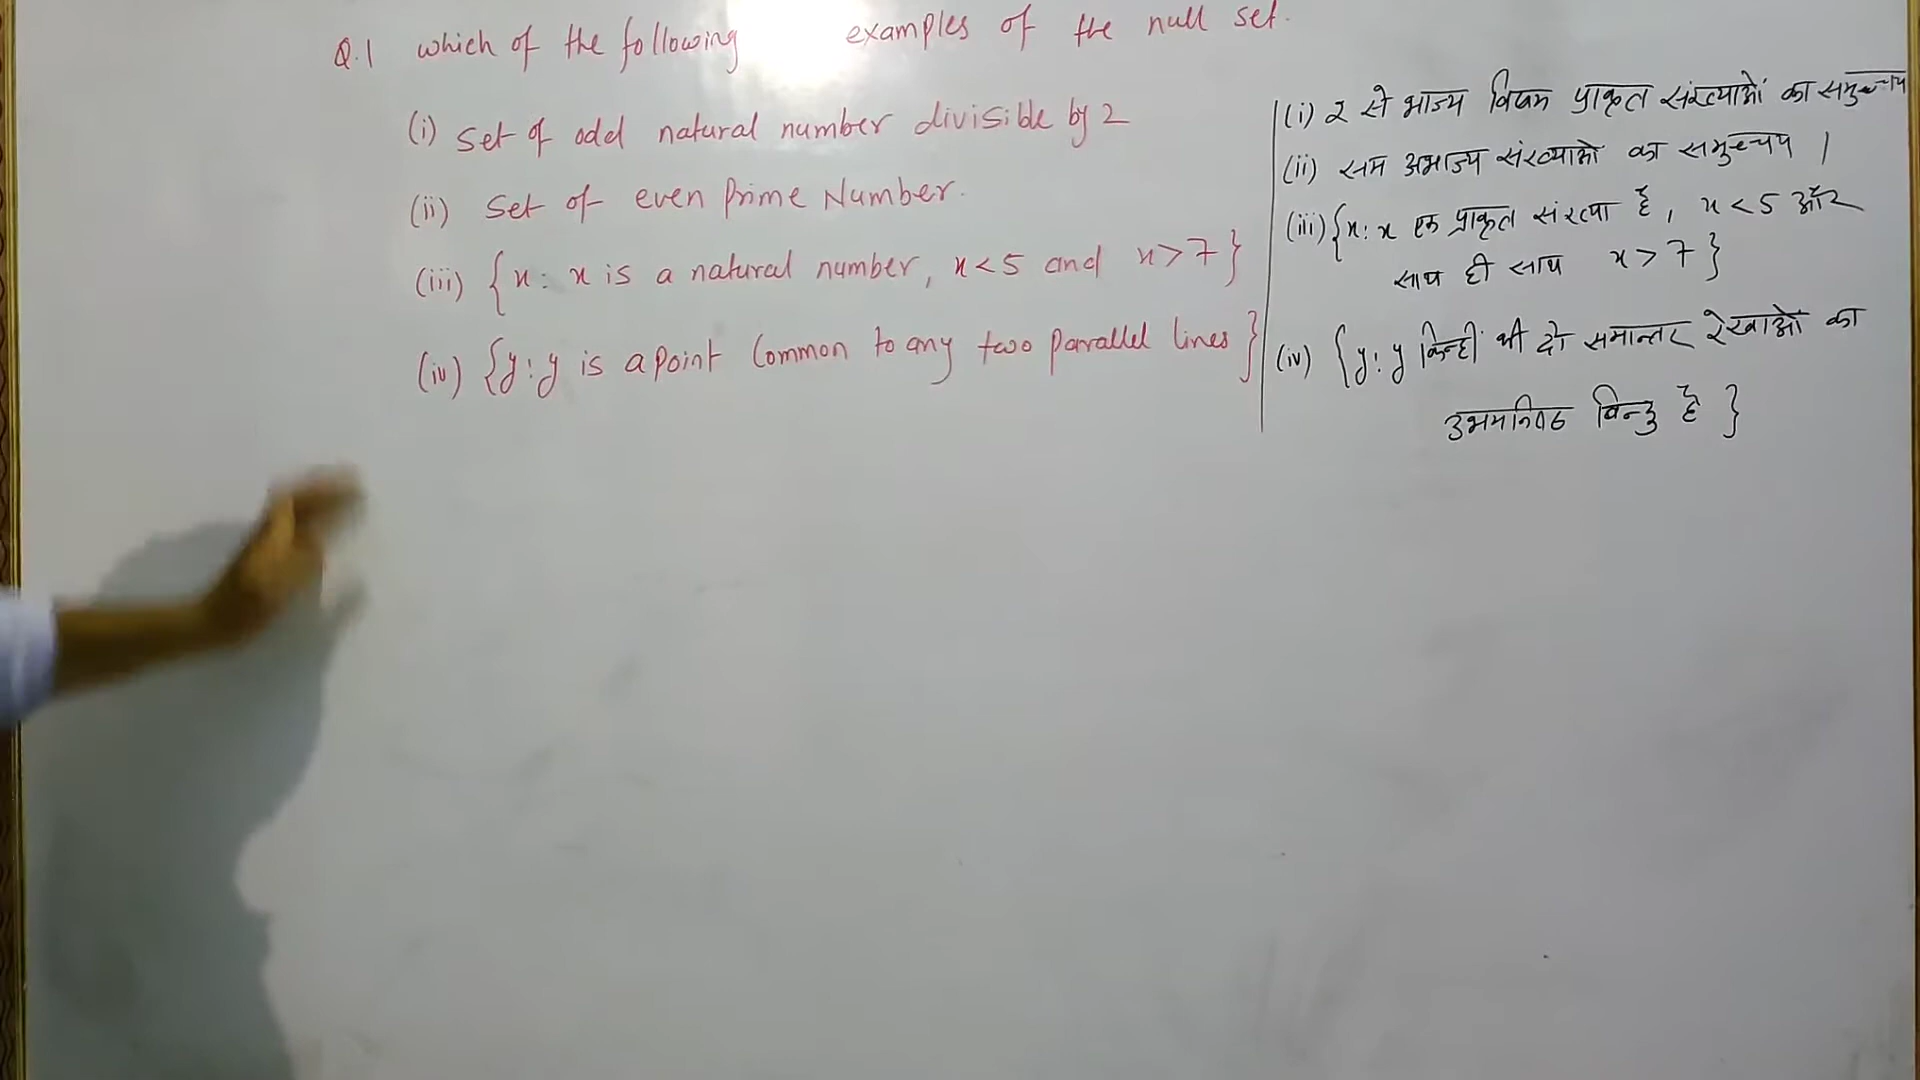 Q.1 which of the following examples of the null set.
(i) Set of odd natural number divisible by 2
(ii) Set of even Prime Number.
(iii) {x: x is a natural number, x<5 and x>7}
(iv) {y:y is a point Common to any two parallel lines}
(i) 2 से भाज्य विषम प्राकृत संख्याओं का समुच्चय
(ii) सम अभाज्य संख्याओं का समुच्चय ।
(iii) {x: x एक प्राकृत संख्या है, x<5 और
साथ ही साथ x>7}
(iv) {y:y किन्हीं भी दो समान्तर रेखाओं का
उभयनिष्ठ बिन्दु है }